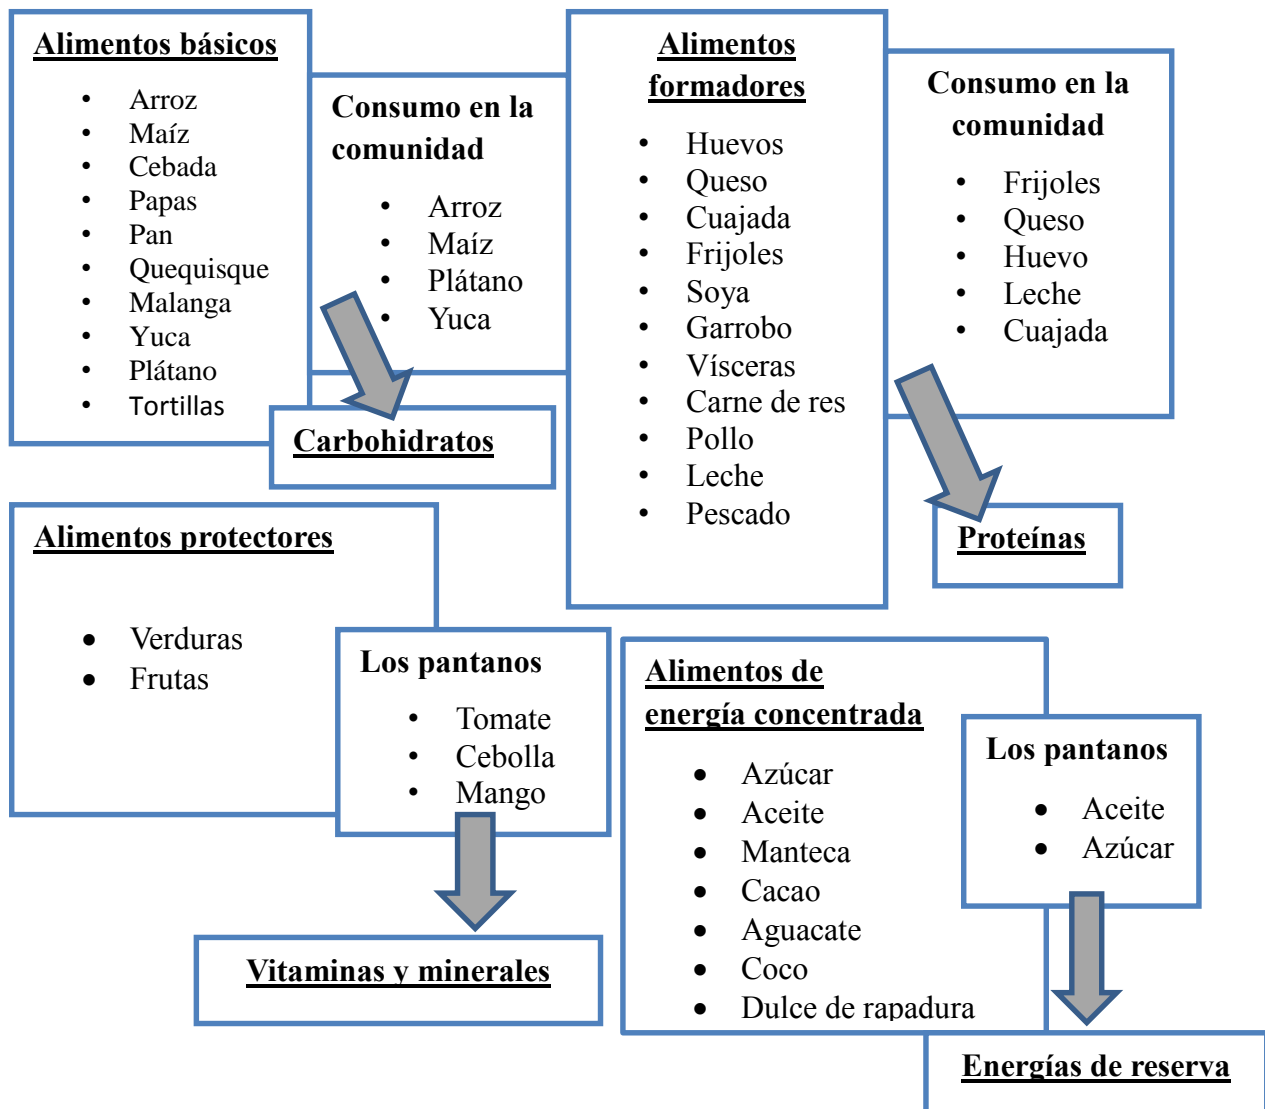 Alimentos básicos
• Arroz
• Maíz
• Cebada
• Papas
• Pan
• Quequisque
• Malanga
• Yuca
• Plátano
• Tortillas
Consumo en la
comunidad
• Arroz
• Maíz
• Plátano
• Yuca
Carbohidratos
Alimentos
formadores
• Huevos
• Queso
• Cuajada
• Frijoles
• Soya
• Garrobo
• Vísceras
• Carne de res
• Pollo
• Leche
• Pescado
Consumo en la
comunidad
• Frijoles
• Queso
• Huevo
• Leche
• Cuajada
Proteínas
Alimentos protectores
• Verduras
• Frutas
Los pantanos
• Tomate
• Cebolla
• Mango
Vitaminas y minerales
Alimentos de
energía concentrada
• Azúcar
• Aceite
• Manteca
• Cacao
• Aguacate
• Coco
• Dulce de rapadura
Los pantanos
• Aceite
• Azúcar
Energías de reserva